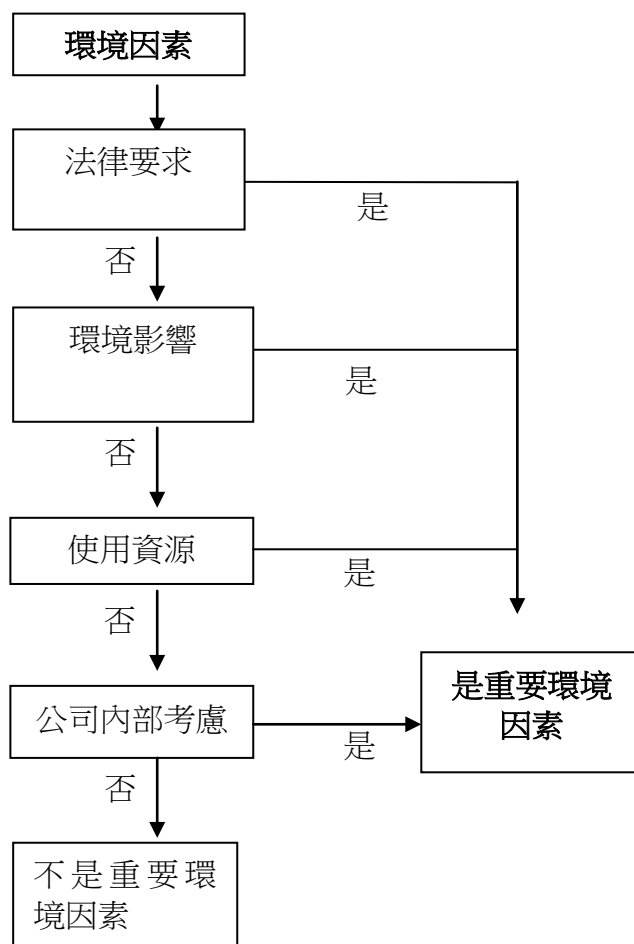 環境因素
法律要求
是
否
環境影響
是
否
使用資源
是
否
公司內部考慮
是
是重要環境
因素
否
不是重要環
境因素